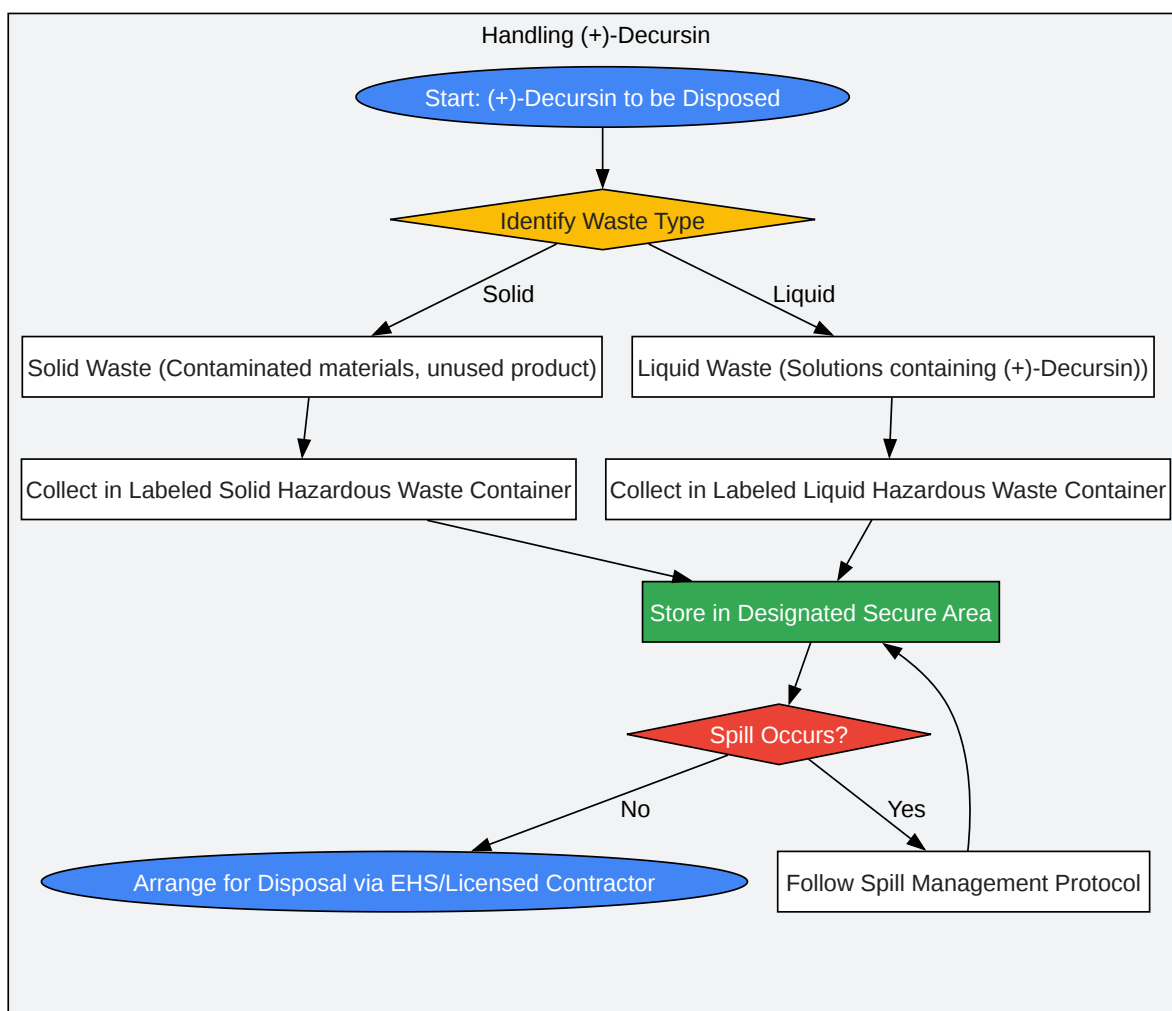 Handling (+)-Decursin
Start: (+)-Decursin to be Disposed
Identify Waste Type
Solid
Liquid
Solid Waste (Contaminated materials, unused product)
Liquid Waste (Solutions containing (+)-Decursin))
Collect in Labeled Solid Hazardous Waste Container
Collect in Labeled Liquid Hazardous Waste Container
Store in Designated Secure Area
Spill Occurs?
No
Yes
Arrange for Disposal via EHS/Licensed Contractor
Follow Spill Management Protocol